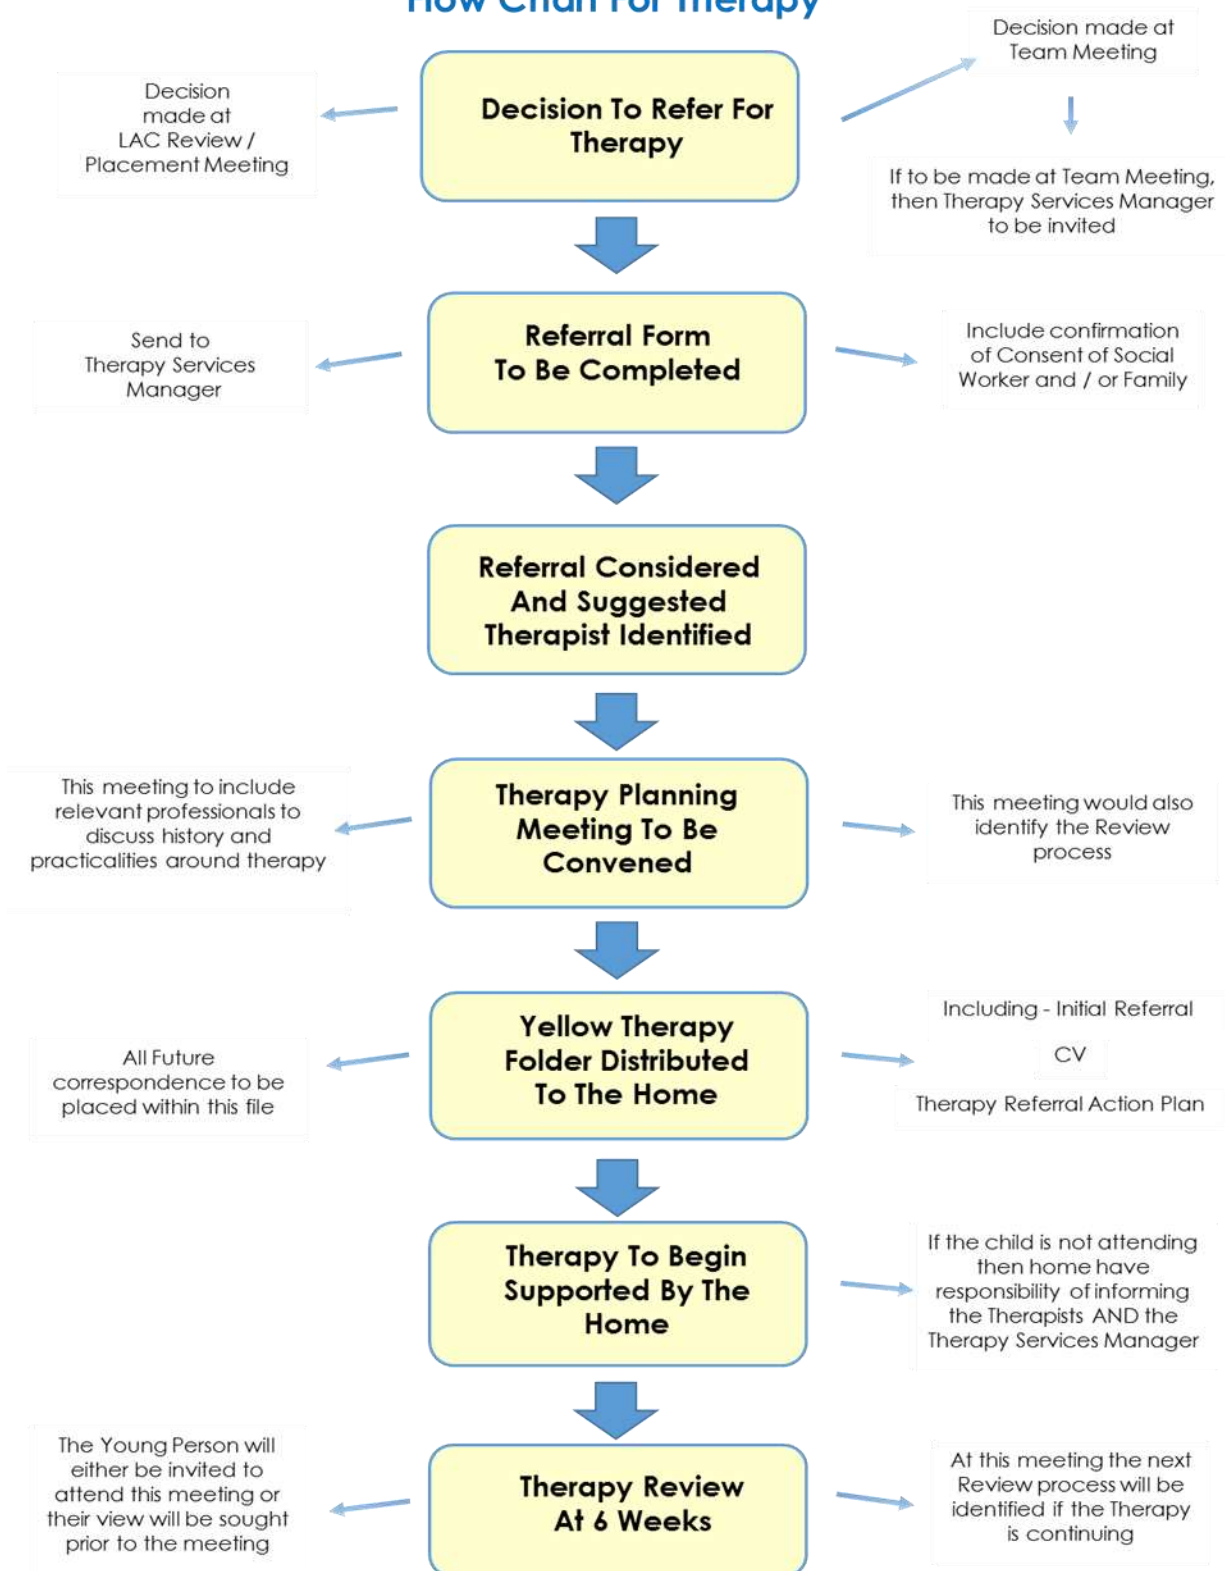 Flow Chart For Therapy
Decision made at
Team Meeting
Decision
made at
LAC Review /
Placement Meeting
Decision To Refer For
Therapy
If to be made at Team Meeting,
then Therapy Services Manager
to be invited
Send to
Therapy Services
Manager
Referral Form
To Be Completed
Include confirmation
of Consent of Social
Worker and / or Family
Referral Considered
And Suggested
Therapist Identified
This meeting to include
relevant professionals to
discuss history and
practicalities around therapy
Therapy Planning
Meeting To Be
Convened
This meeting would also
identify the Review
process
All Future
correspondence to be
placed within this file
Yellow Therapy
Folder Distributed
To The Home
Including - Initial Referral
CV
Therapy Referral Action Plan
Therapy To Begin
Supported By The
Home
If the child is not attending
then home have
responsibility of informing
the Therapists AND the
Therapy Services Manager
The Young Person will
either be invited to
attend this meeting or
their view will be sought
prior to the meeting
Therapy Review
At 6 Weeks
At this meeting the next
Review process will be
identified if the Therapy
is continuing